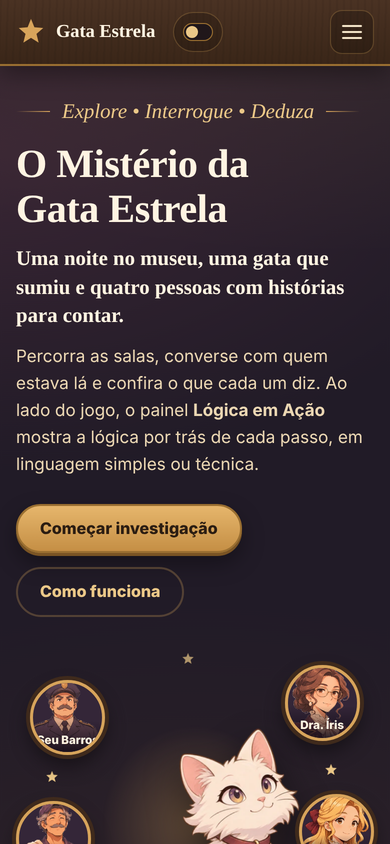 Gata Estrela
Explore • Interrogue • Deduza
O Mistério da
Gata Estrela
Uma noite no museu, uma gata que
sumiu e quatro pessoas com histórias
para contar.
Percorra as salas, converse com quem
estava lá e confira o que cada um diz. Ao
lado do jogo, o painel Lógica em Ação
mostra a lógica por trás de cada passo, em
linguagem simples ou técnica.
Começar investigação
Como funciona
Seu Barros
Dra. Íris